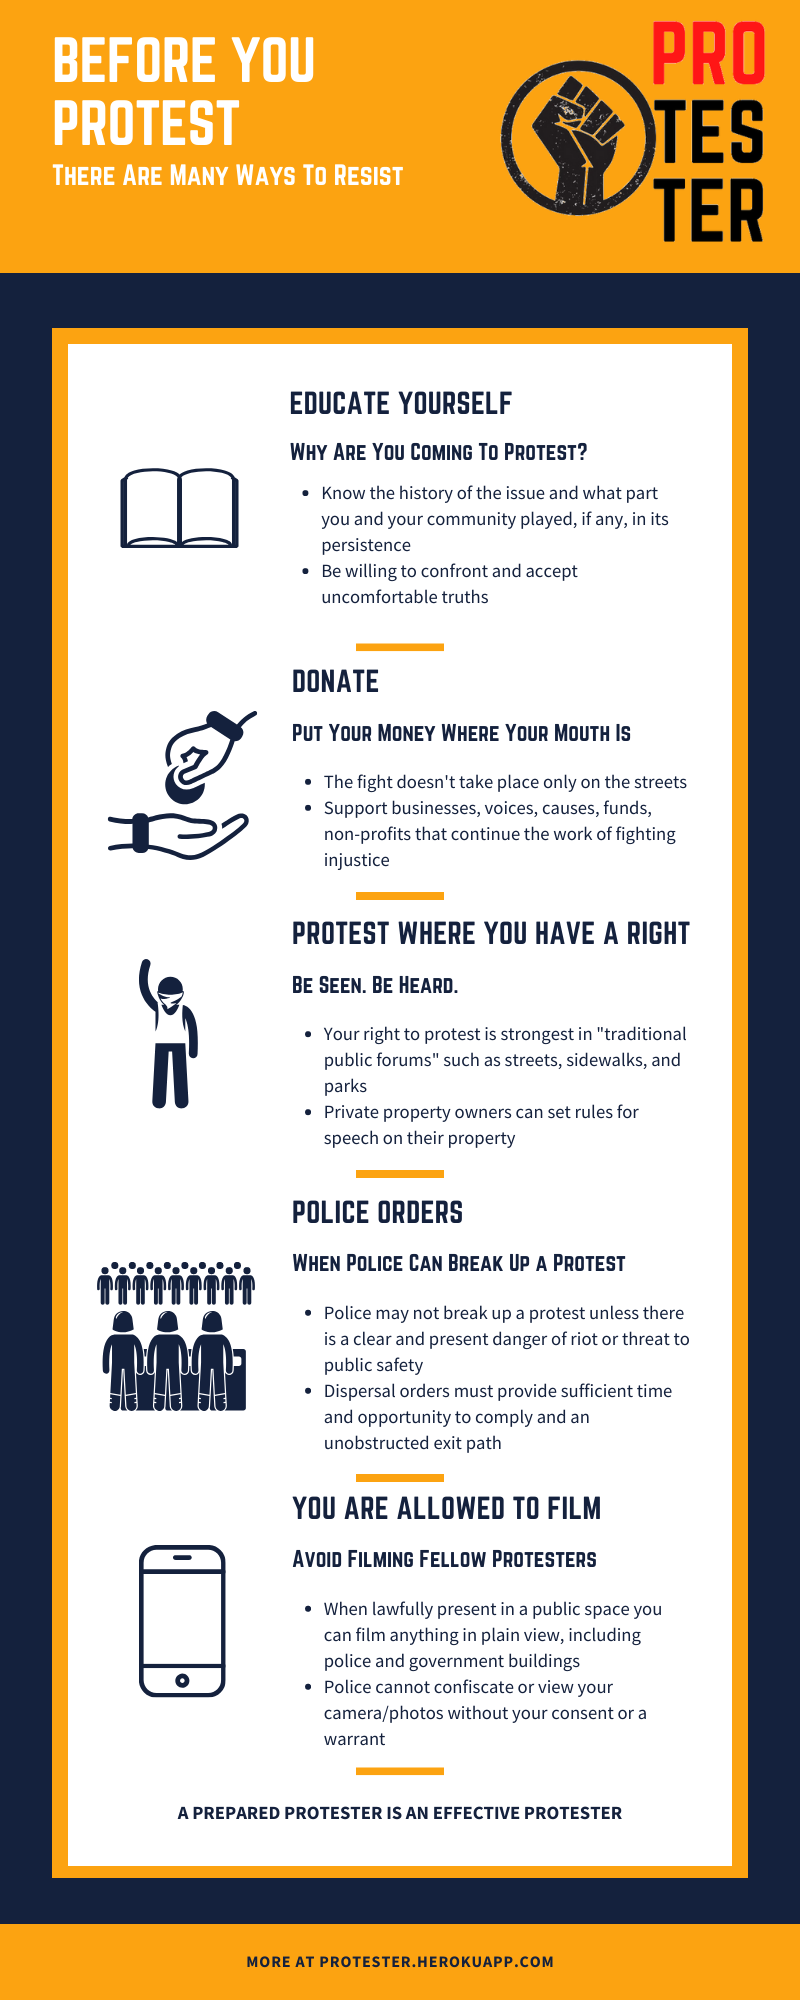 BEFORE YOU
PROTEST
THERE ARE MANY WAYS TO RESIST
PRO
TES
TER
EDUCATE YOURSELF
WHY ARE YOU COMING TO PROTEST?
• Know the history of the issue and what part
you and your community played, if any, in its
persistence
• Be willing to confront and accept
uncomfortable truths
DONATE
PUT YOUR MONEY WHERE YOUR MOUTH IS
• The fight doesn't take place only on the streets
• Support businesses, voices, causes, funds,
non-profits that continue the work of fighting
injustice
PROTEST WHERE YOU HAVE A RIGHT
BE SEEN. BE HEARD.
• Your right to protest is strongest in "traditional
public forums" such as streets, sidewalks, and
parks
• Private property owners can set rules for
speech on their property
POLICE ORDERS
WHEN POLICE CAN BREAK UP A PROTEST
• Police may not break up a protest unless there
is a clear and present danger of riot or threat to
public safety
• Dispersal orders must provide sufficient time
and opportunity to comply and an
unobstructed exit path
YOU ARE ALLOWED TO FILM
AVOID FILMING FELLOW PROTESTERS
• When lawfully present in a public space you
can film anything in plain view, including
police and government buildings
• Police cannot confiscate or view your
camera/photos without your consent or a
warrant
A PREPARED PROTESTER IS AN EFFECTIVE PROTESTER
MORE AT PROTESTER.HEROKUAPP.COM